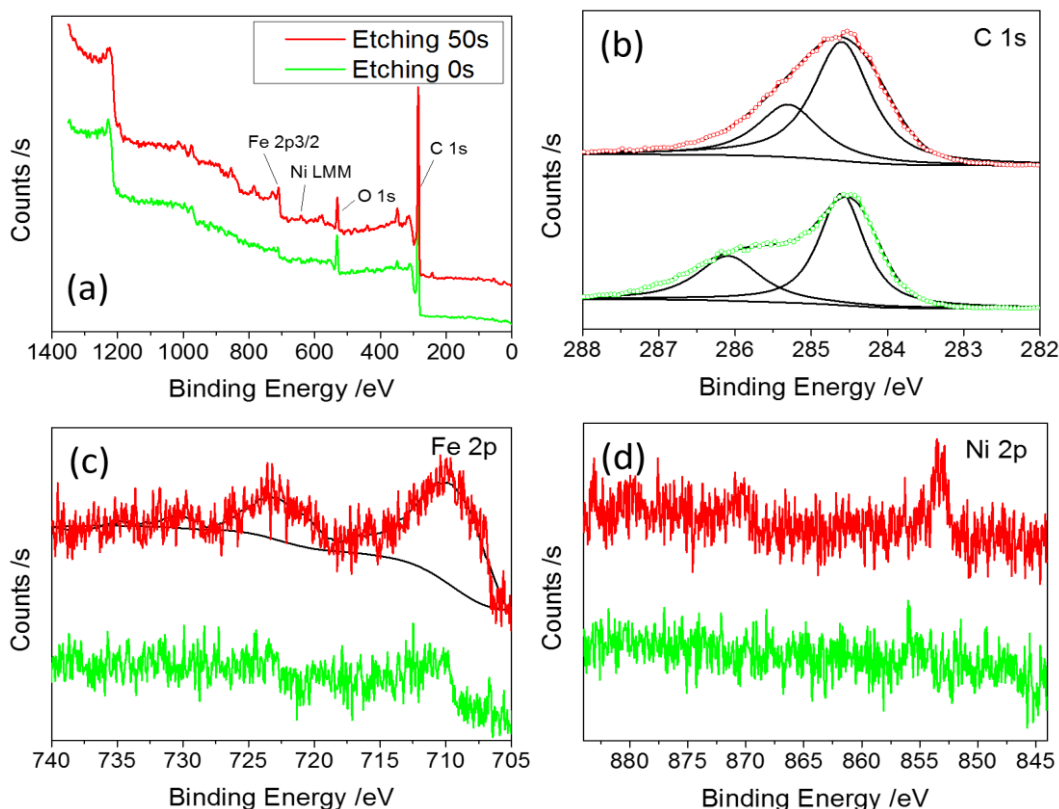 Etching 50s
Etching 0s
Fe 2p3/2
Ni LMM
O 1s
C 1s
(a)
Counts /s
1400 1200 1000 800 600 400 200 0
Binding Energy /eV
(b)
C 1s
Counts /s
288 287 286 285 284 283 282
Binding Energy /eV
(c)
Fe 2p
Counts /s
740 735 730 725 720 715 710 705
Binding Energy /eV
(d)
Ni 2p
Counts /s
880 875 870 865 860 855 850 845
Binding Energy /eV